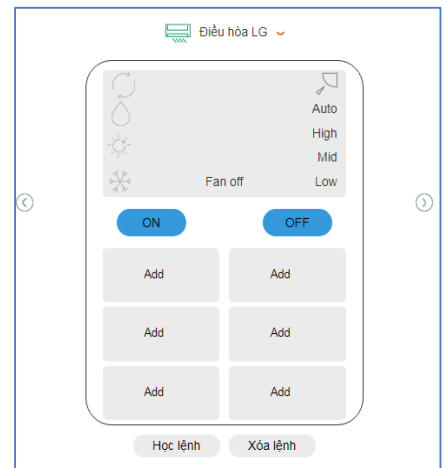 Điều hòa LG
Auto
High
Mid
Fan off Low
ON OFF
Add Add
Add Add
Add Add
Học lệnh Xóa lệnh